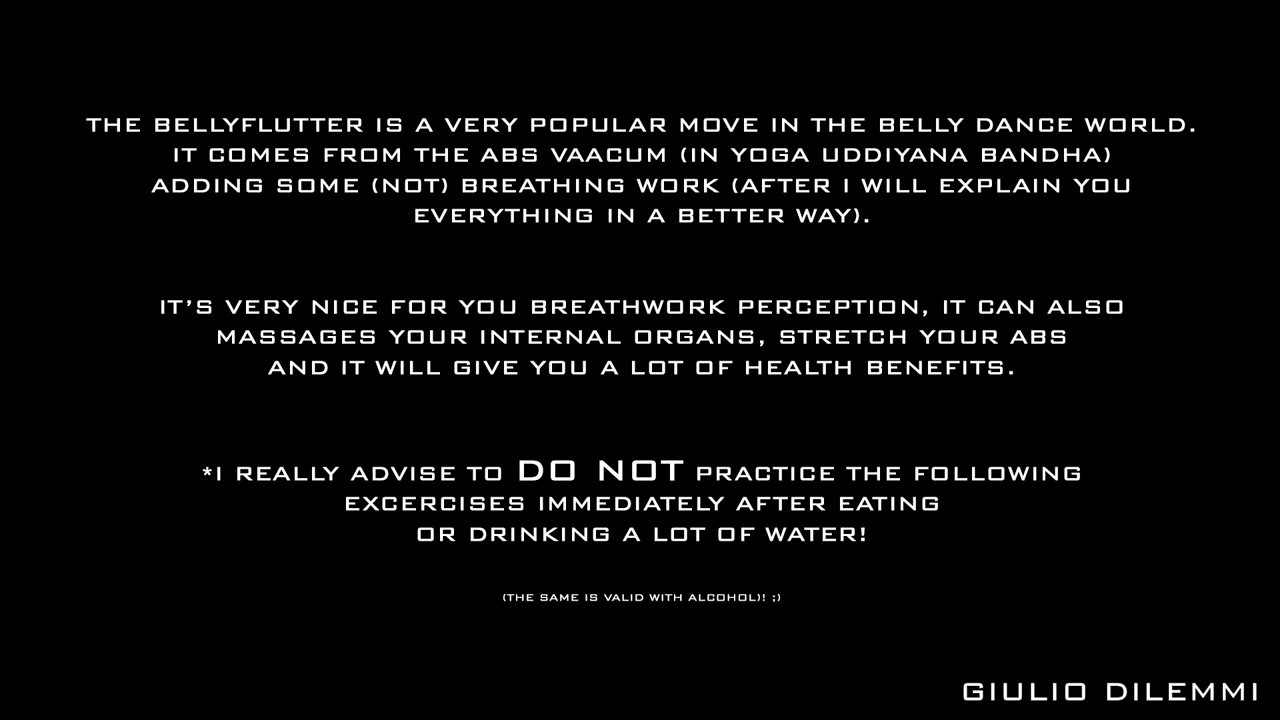 THE BELLYFLUTTER IS A VERY POPULAR MOVE IN THE BELLY DANCE WORLD.
IT COMES FROM THE ABS VAACUM (IN YOGA UDDIYANA BANDHA)
ADDING SOME (NOT) BREATHING WORK (AFTER I WILL EXPLAIN YOU
EVERYTHING IN A BETTER WAY).
IT'S VERY NICE FOR YOU BREATHWORK PERCEPTION, IT CAN ALSO
MASSAGES YOUR INTERNAL ORGANS, STRETCH YOUR ABS
AND IT WILL GIVE YOU A LOT OF HEALTH BENEFITS.
*I REALLY ADVISE TO DO NOT PRACTICE THE FOLLOWING
EXCERCISES IMMEDIATELY AFTER EATING
OR DRINKING A LOT OF WATER!
(THE SAME IS VALID WITH ALCOHOL)! ;)
GIULIO DILEMMI